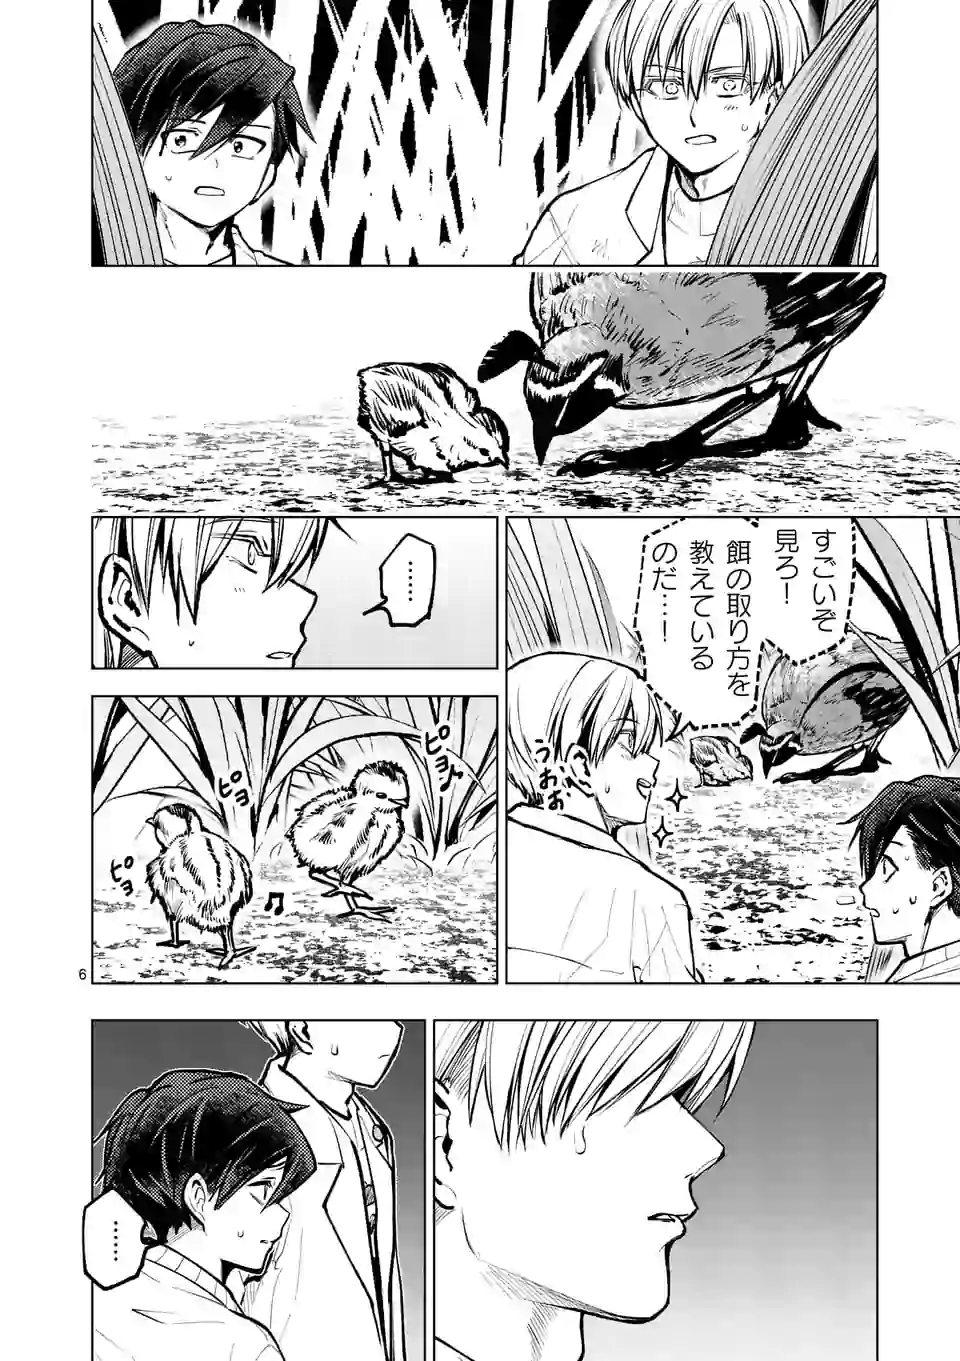 すごいぞ
見ろ！
餌の取り方を
教えている
のだ…！
うおお
……
ピヨッ
ピヨ
ピヨ
♫
6
……